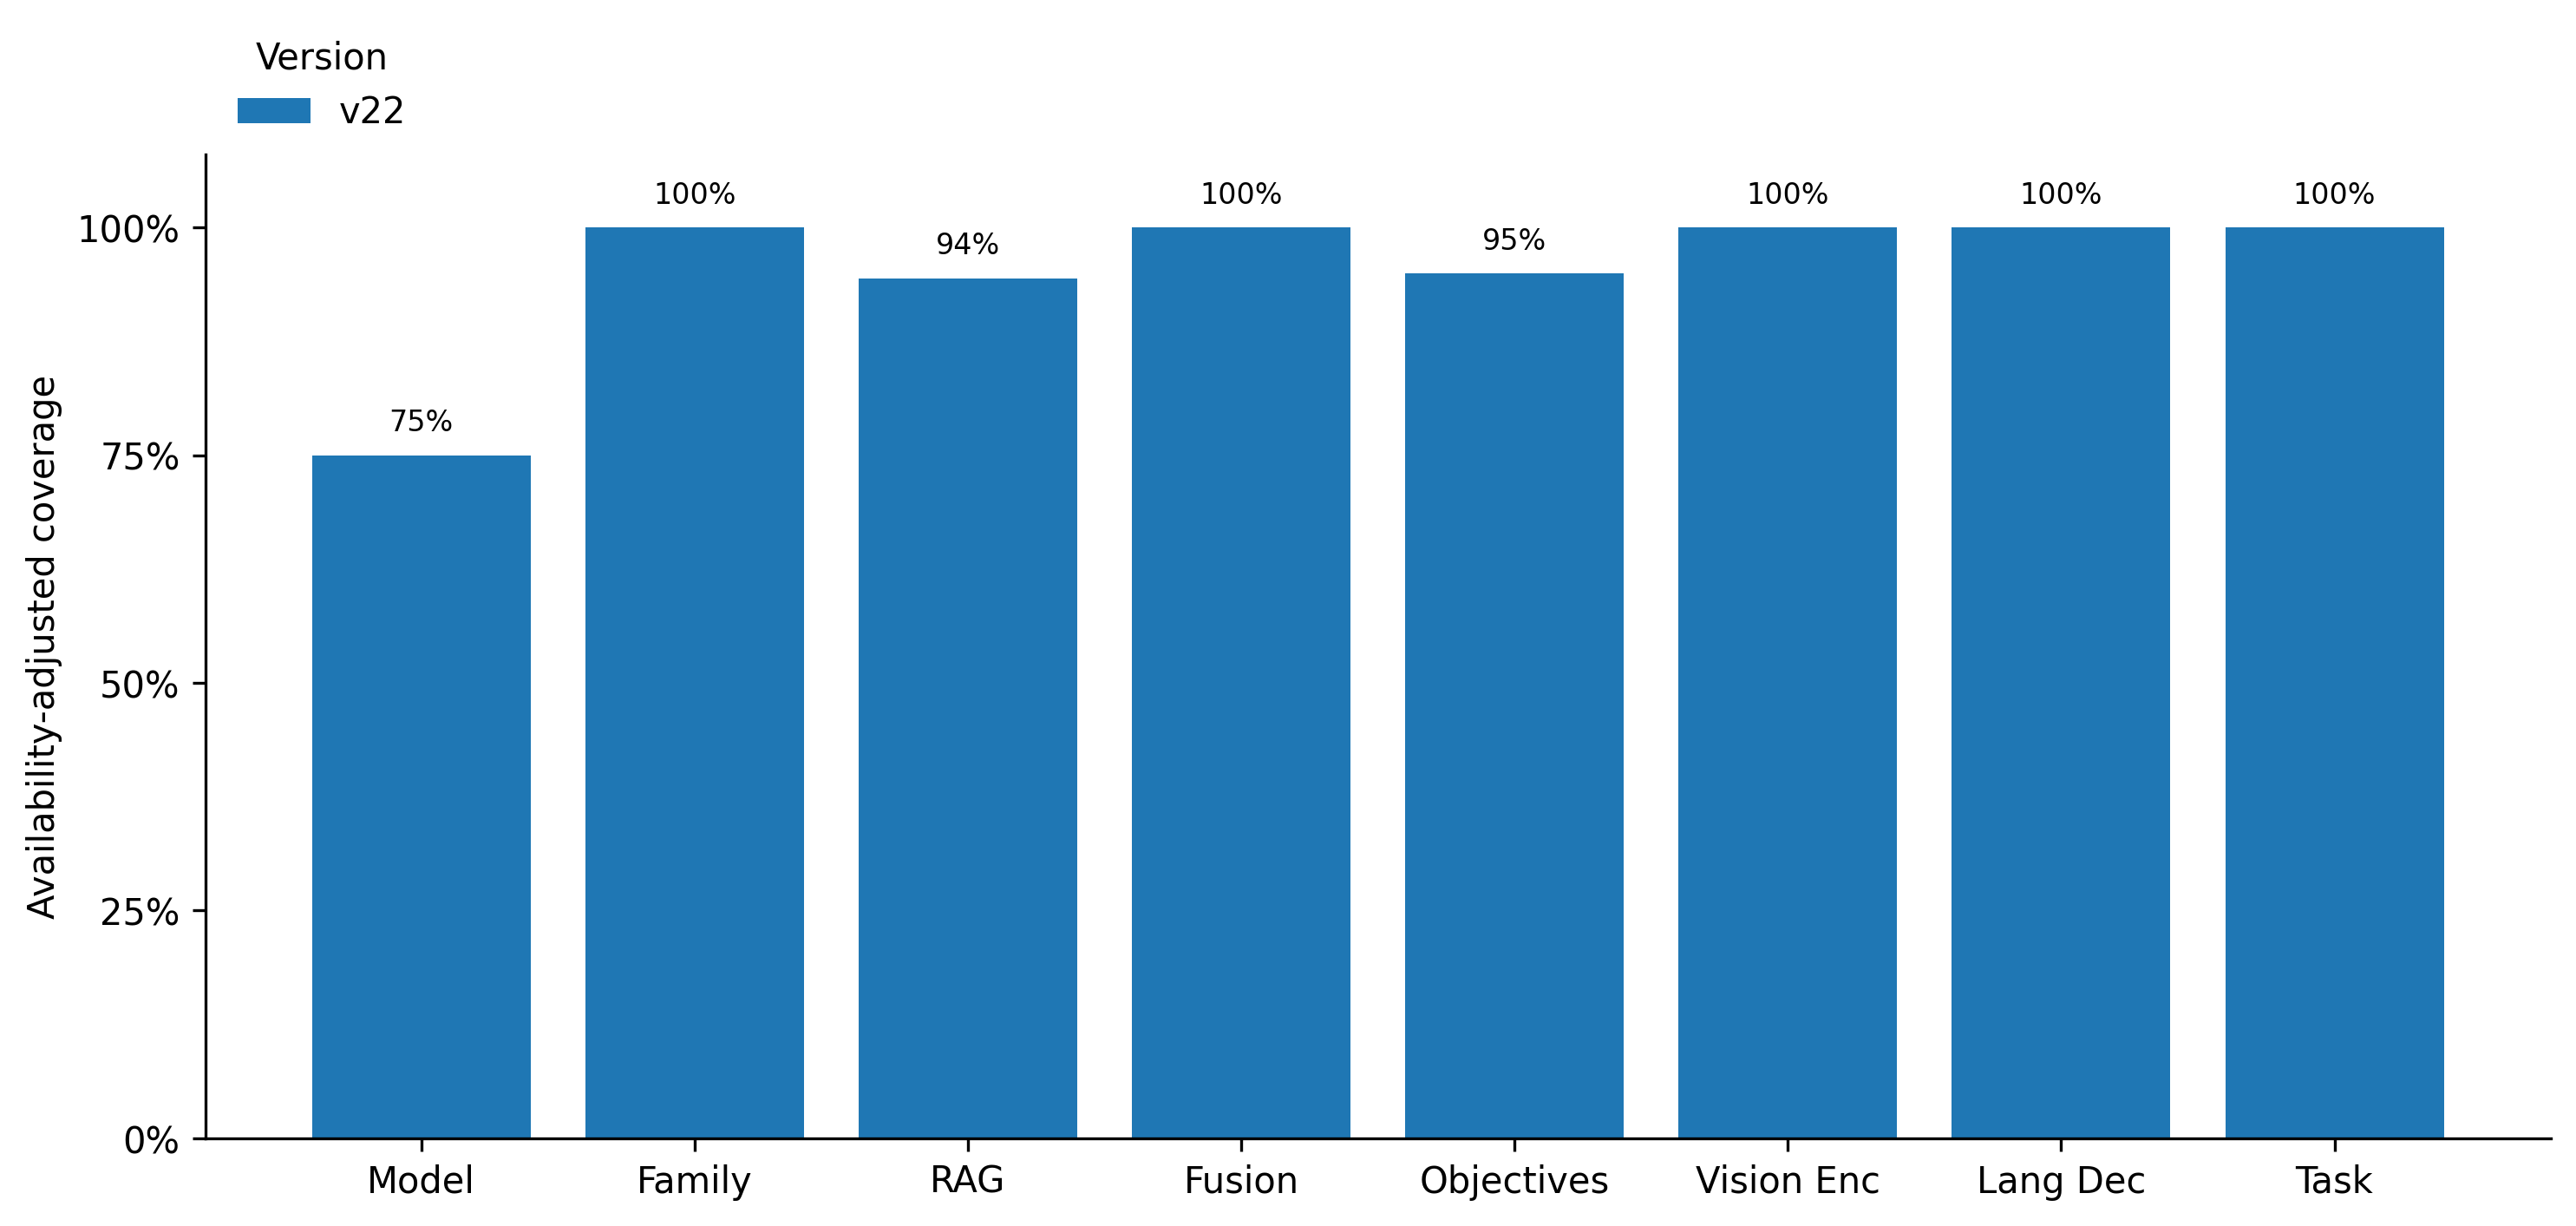 Version
v22
Availability-adjusted coverage
100%
75%
50%
25%
0%
75%
100%
94%
100%
95%
100%
100%
100%
Model
Family
RAG
Fusion
Objectives
Vision Enc
Lang Dec
Task